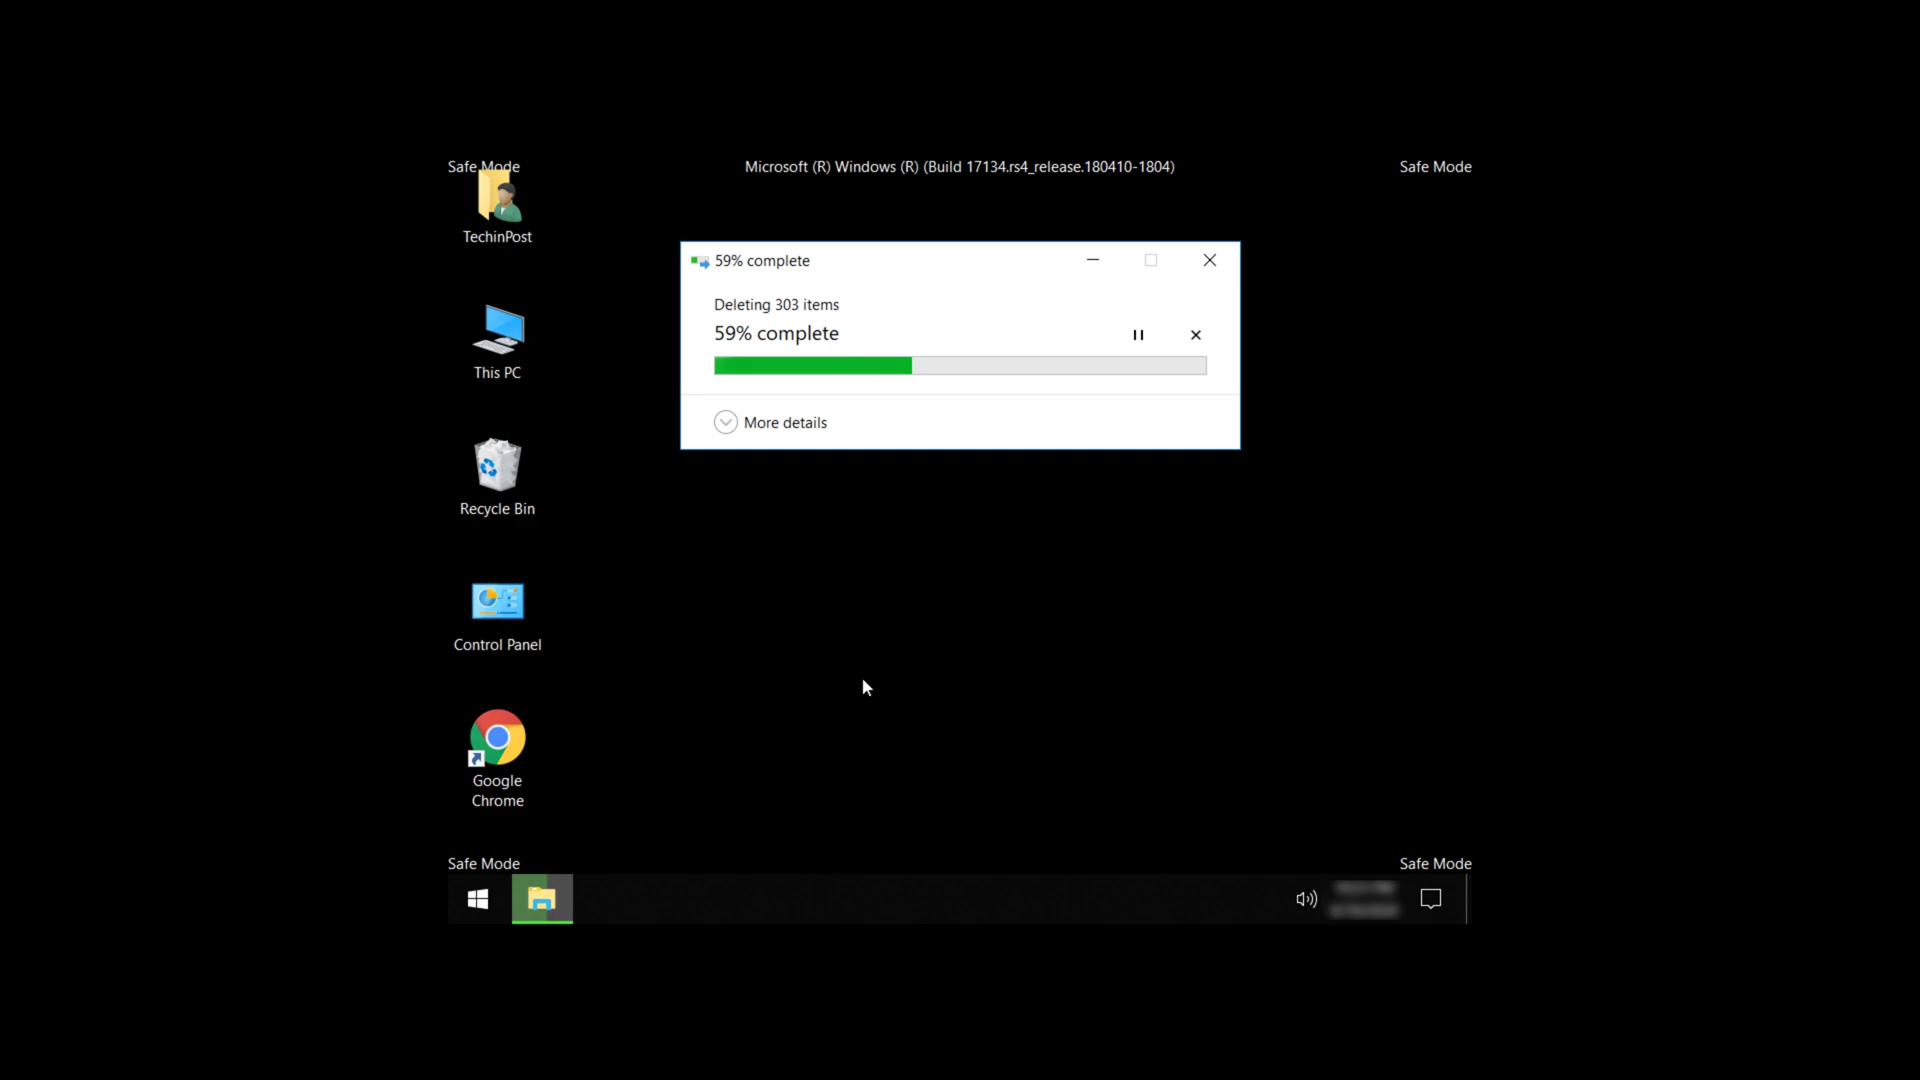 Safe Mode
Microsoft (R) Windows (R) (Build 17134.rs4_release.180410-1804)
Safe Mode
TechinPost
59% complete
Deleting 303 items
59% complete
More details
This PC
Recycle Bin
Control Panel
Google
Chrome
Safe Mode
Safe Mode